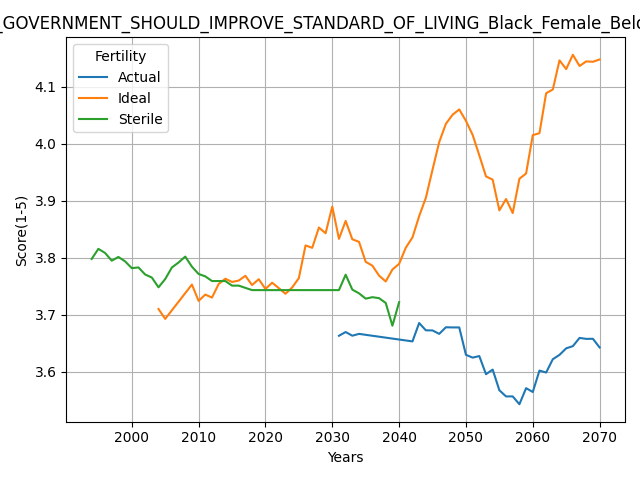 _GOVERNMENT_SHOULD_IMPROVE_STANDARD_OF_LIVING_Black_Female_Belo
Fertility
Actual
Ideal
Sterile
4.1
4.0
3.9
3.8
3.7
3.6
Score(1-5)
2000 2010 2020 2030 2040 2050 2060 2070
Years